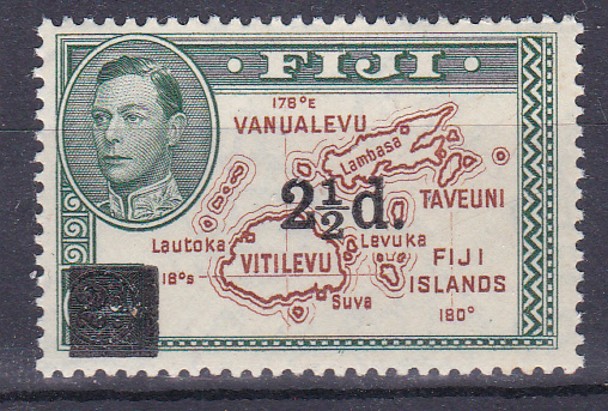 · FIJI ·
178°E
VANUALEVU
Lambasa
TAVEUNI
2½d.
Lautoka
Levuka
VITILEVU
FIJI
ISLANDS
18°S
Suva
180°